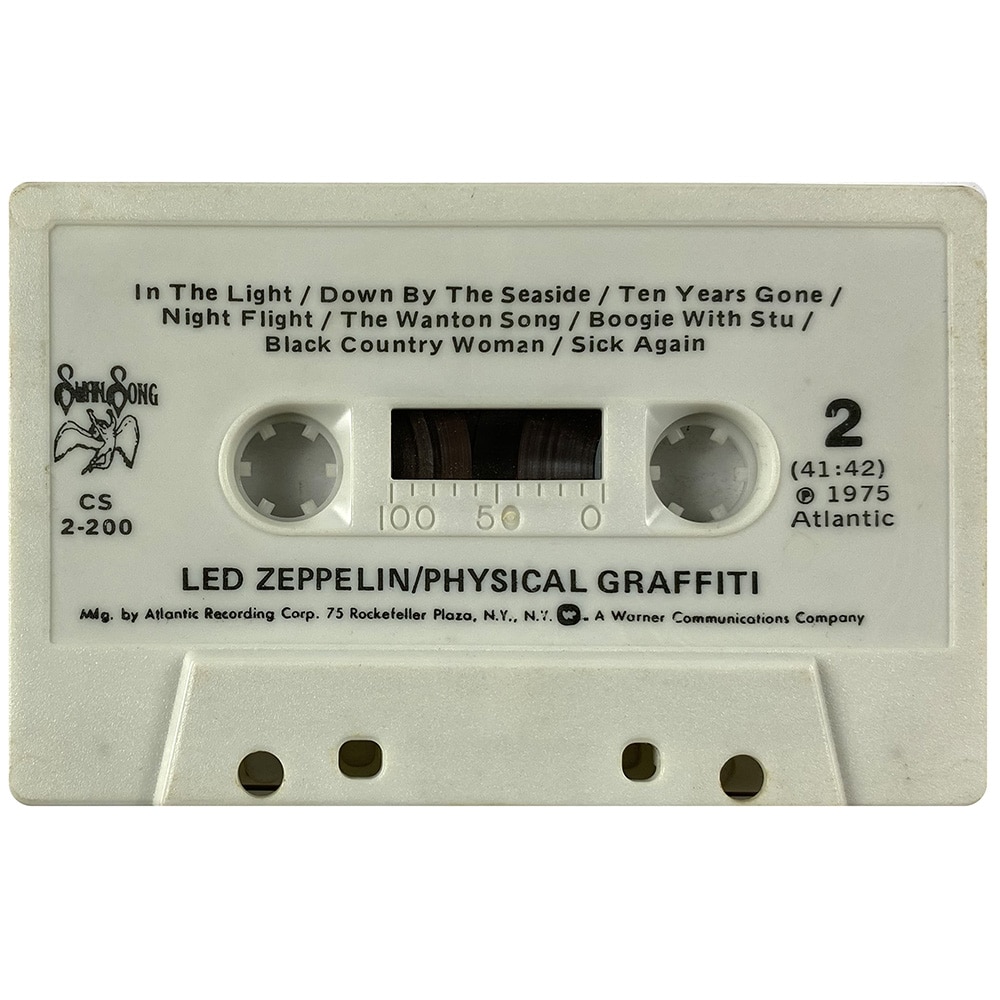 In The Light / Down By The Seaside / Ten Years Gone /
Night Flight / The Wanton Song / Boogie With Stu /
Black Country Woman / Sick Again
SWAN SONG
CS
2-200
2
(41:42)
℗ 1975
Atlantic
100 50 0
LED ZEPPELIN/PHYSICAL GRAFFITI
Mfg. by Atlantic Recording Corp. 75 Rockefeller Plaza, N.Y., N.Y. W. A Warner Communications Company